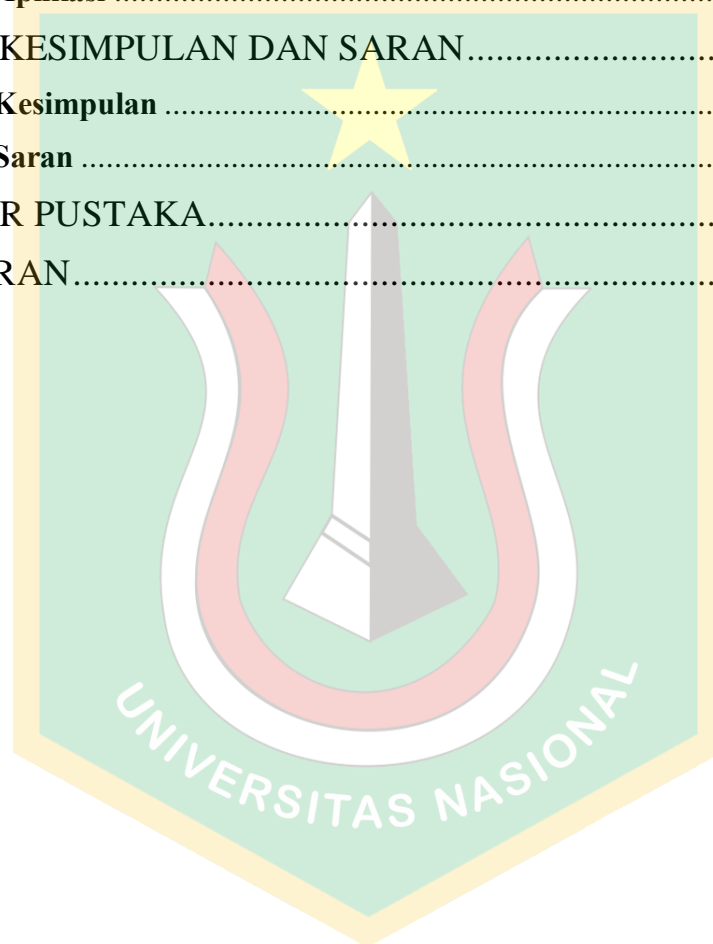 KESIMPULAN DAN SARAN..............................
Kesimpulan ..............................................................................
Saran ..............................................................................
R PUSTAKA......................................................
RAN......................................................................
UNIVERSITAS NASIONAL